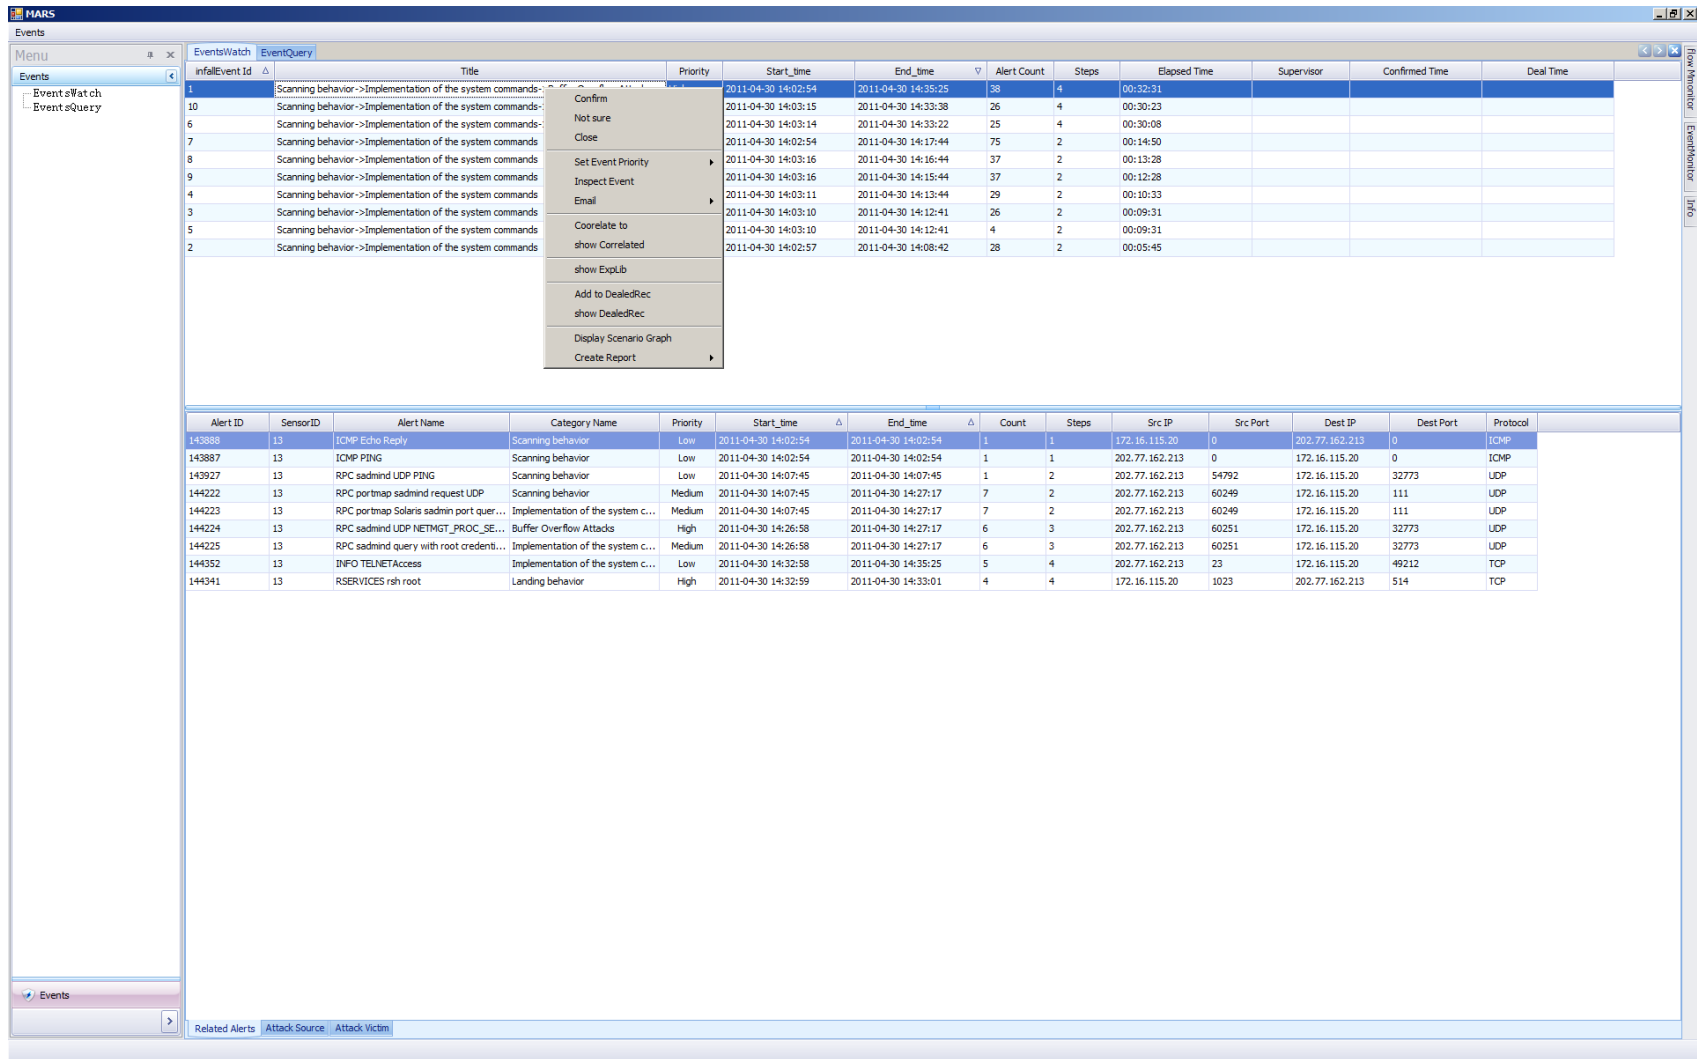 MARS
Events
Menu
Events
EventsWatch
EventsQuery
EventsWatch EventQuery
infallEvent Id Title Priority Start_time End_time Alert Count Steps Elapsed Time Supervisor Confirmed Time Deal Time
1 Scanning behavior->Implementation of the system commands- 2011-04-30 14:02:54 2011-04-30 14:35:25 38 4 00:32:31
10 Scanning behavior->Implementation of the system commands- 2011-04-30 14:03:15 2011-04-30 14:33:38 26 4 00:30:23
6 Scanning behavior->Implementation of the system commands- 2011-04-30 14:03:14 2011-04-30 14:33:22 25 4 00:30:08
7 Scanning behavior->Implementation of the system commands 2011-04-30 14:02:54 2011-04-30 14:17:44 75 2 00:14:50
8 Scanning behavior->Implementation of the system commands 2011-04-30 14:03:16 2011-04-30 14:16:44 37 2 00:13:28
9 Scanning behavior->Implementation of the system commands 2011-04-30 14:03:16 2011-04-30 14:15:44 37 2 00:12:28
4 Scanning behavior->Implementation of the system commands 2011-04-30 14:03:11 2011-04-30 14:13:44 29 2 00:10:33
3 Scanning behavior->Implementation of the system commands 2011-04-30 14:03:10 2011-04-30 14:12:41 26 2 00:09:31
5 Scanning behavior->Implementation of the system commands 2011-04-30 14:03:10 2011-04-30 14:12:41 4 2 00:09:31
2 Scanning behavior->Implementation of the system commands 2011-04-30 14:02:57 2011-04-30 14:08:42 28 2 00:05:45
Confirm
Not sure
Close
Set Event Priority
Inspect Event
Email
Coorelate to
show Correlated
show ExpLib
Add to DealedRec
show DealedRec
Display Scenario Graph
Create Report
flow Mmonitor
EventMonitor
Info
Alert ID SensorID Alert Name Category Name Priority Start_time End_time Count Steps Src IP Src Port Dest IP Dest Port Protocol
143888 13 ICMP Echo Reply Scanning behavior Low 2011-04-30 14:02:54 2011-04-30 14:02:54 1 1 172.16.115.20 0 202.77.162.213 0 ICMP
143887 13 ICMP PING Scanning behavior Low 2011-04-30 14:02:54 2011-04-30 14:02:54 1 1 202.77.162.213 0 172.16.115.20 0 ICMP
143927 13 RPC sadmind UDP PING Scanning behavior Low 2011-04-30 14:07:45 2011-04-30 14:07:45 1 2 202.77.162.213 54792 172.16.115.20 32773 UDP
144222 13 RPC portmap sadmind request UDP Scanning behavior Medium 2011-04-30 14:07:45 2011-04-30 14:27:17 7 2 202.77.162.213 60249 172.16.115.20 111 UDP
144223 13 RPC portmap Solaris sadmin port quer... Implementation of the system c... Medium 2011-04-30 14:07:45 2011-04-30 14:27:17 7 2 202.77.162.213 60249 172.16.115.20 111 UDP
144224 13 RPC sadmind UDP NETMGT_PROC_SE... Buffer Overflow Attacks High 2011-04-30 14:26:58 2011-04-30 14:27:17 6 3 202.77.162.213 60251 172.16.115.20 32773 UDP
144225 13 RPC sadmind query with root credenti... Implementation of the system c... Medium 2011-04-30 14:26:58 2011-04-30 14:27:17 6 3 202.77.162.213 60251 172.16.115.20 32773 UDP
144352 13 INFO TELNETAccess Implementation of the system c... Low 2011-04-30 14:32:58 2011-04-30 14:35:25 5 4 202.77.162.213 23 172.16.115.20 49212 TCP
144341 13 RSERVICES rsh root Landing behavior High 2011-04-30 14:32:59 2011-04-30 14:33:01 4 4 172.16.115.20 1023 202.77.162.213 514 TCP
Events
Related Alerts Attack Source Attack Victim